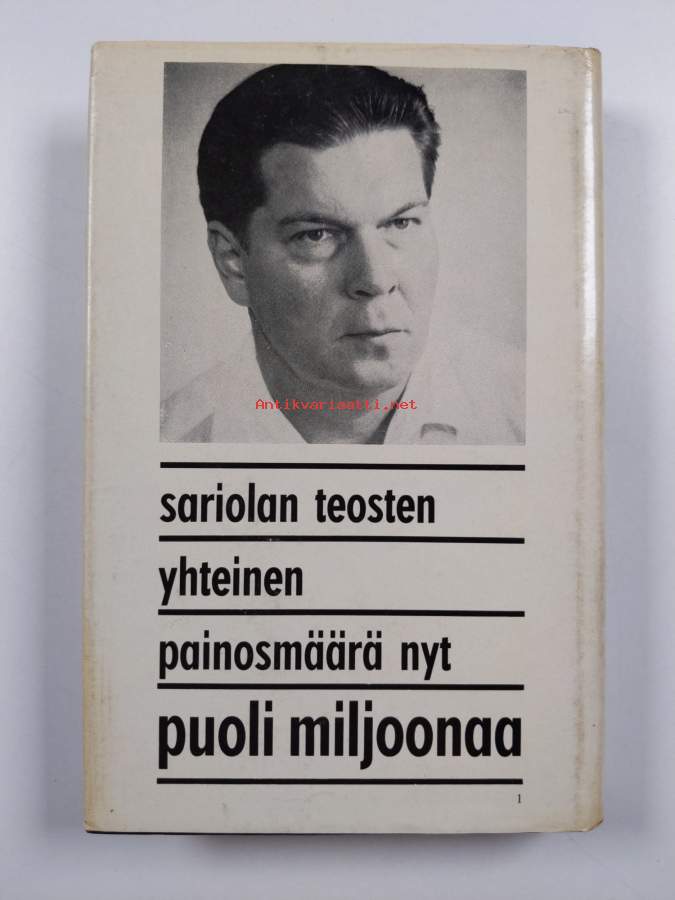 Antikvariaatti.net
sariolan teosten
yhteinen
painosmäärä nyt
puoli miljoonaa
1